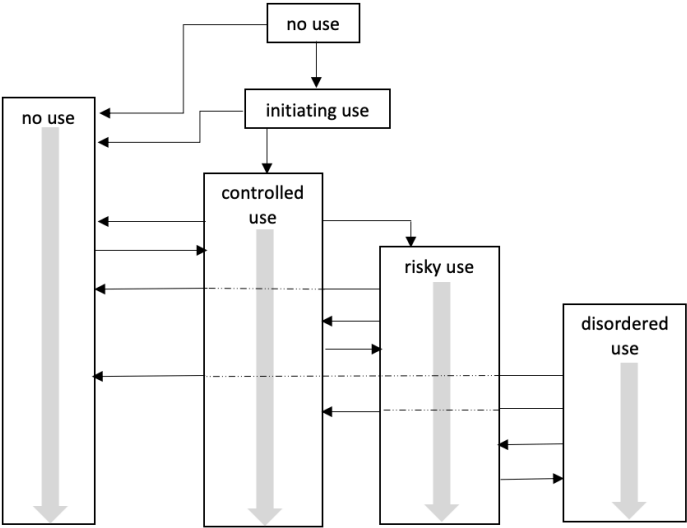 no use
no use
initiating use
controlled
use
risky use
disordered
use